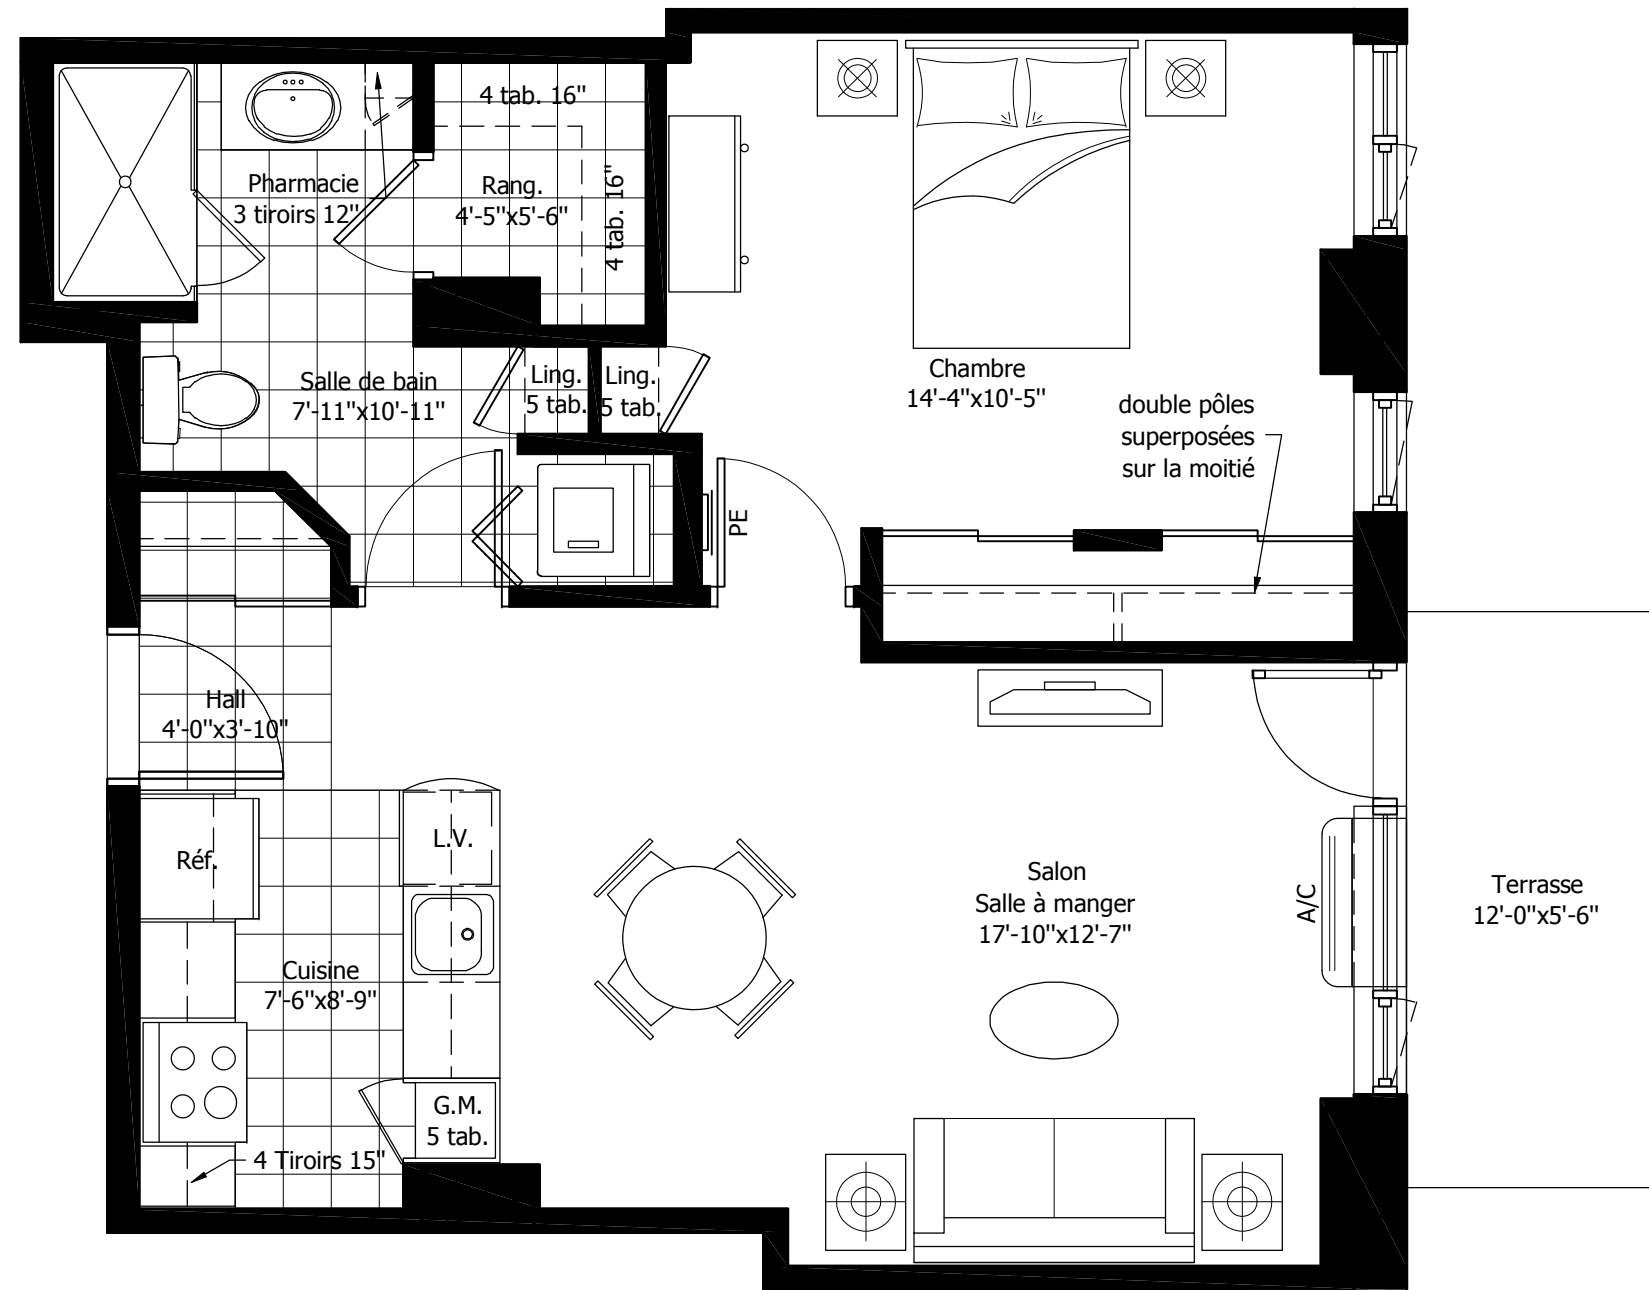 4 tab. 16"
Pharmacie
3 tiroirs 12"
Rang.
4'-5"x5'-6"
4 tab. 16"
Salle de bain
7'-11"x10'-11"
Ling.
5 tab.
Ling.
5 tab.
Chambre
14'-4"x10'-5"
double pôles
superposées
sur la moitié
PE
Hall
4'-0"x3'-10"
Réf.
L.V.
Cuisine
7'-6"x8'-9"
G.M.
5 tab.
4 Tiroirs 15"
Salon
Salle à manger
17'-10"x12'-7"
A/C
Terrasse
12'-0"x5'-6"